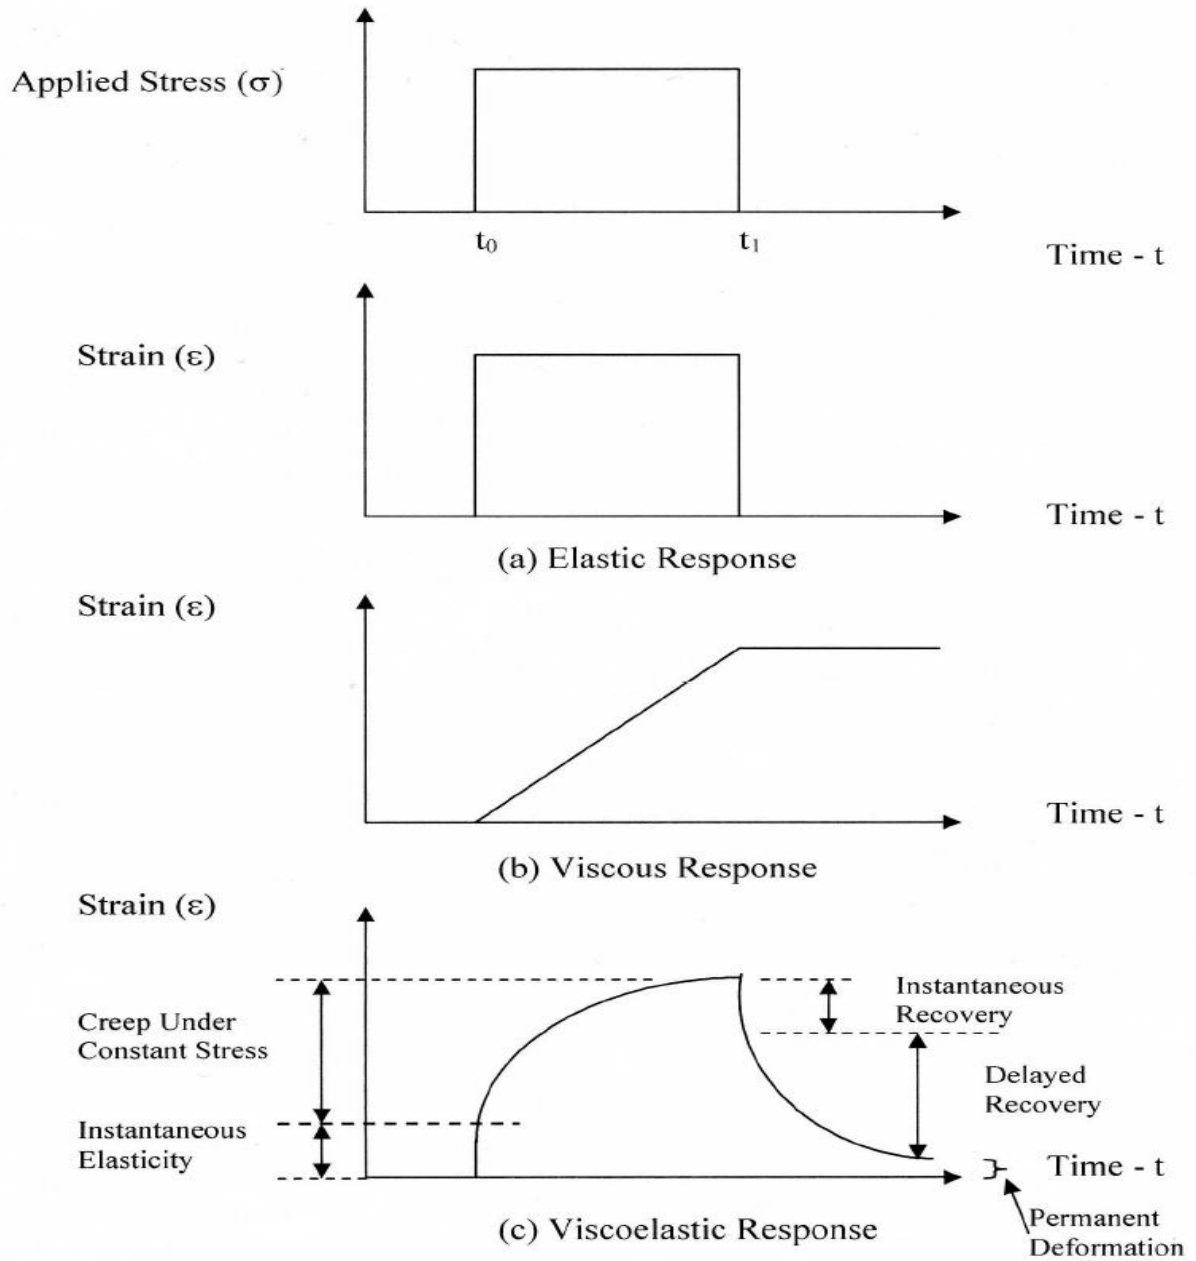 Applied Stress (σ)
t₀
t₁
Time - t
Strain (ε)
Time - t
(a) Elastic Response
Strain (ε)
Time - t
(b) Viscous Response
Strain (ε)
Creep Under
Constant Stress
Instantaneous
Elasticity
Instantaneous
Recovery
Delayed
Recovery
Time - t
Permanent
Deformation
(c) Viscoelastic Response